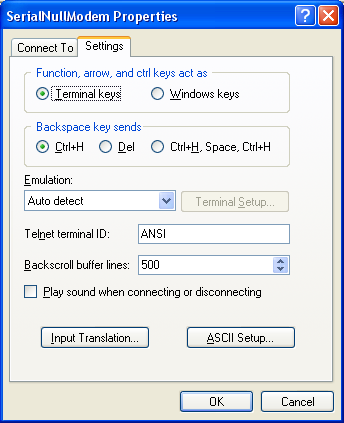 SerialNullModem Properties
Connect To
Settings
Function, arrow, and ctrl keys act as
Terminal keys
Windows keys
Backspace key sends
Ctrl+H
Del
Ctrl+H, Space, Ctrl+H
Emulation:
Auto detect
Terminal Setup...
Telnet terminal ID:
ANSI
Backscroll buffer lines:
500
Play sound when connecting or disconnecting
Input Translation...
ASCII Setup...
OK
Cancel